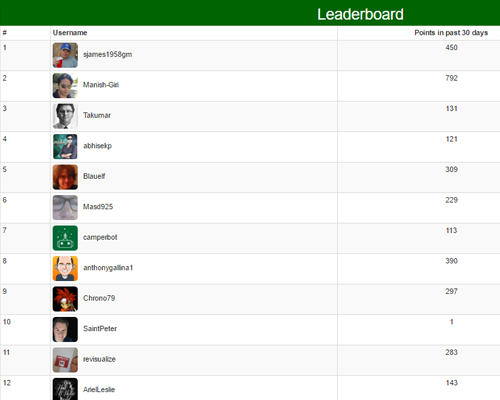 Leaderboard
# Username Points in past 30 days
1 sjames1958gm 450
2 Manish-Giri 792
3 Takumar 131
4 abhisekp 121
5 Blauelf 309
6 Masd925 229
7 camperbot 113
8 anthonygallina1 390
9 Chrono79 297
10 SaintPeter 1
11 revisualize 283
12 ArielLeslie 143